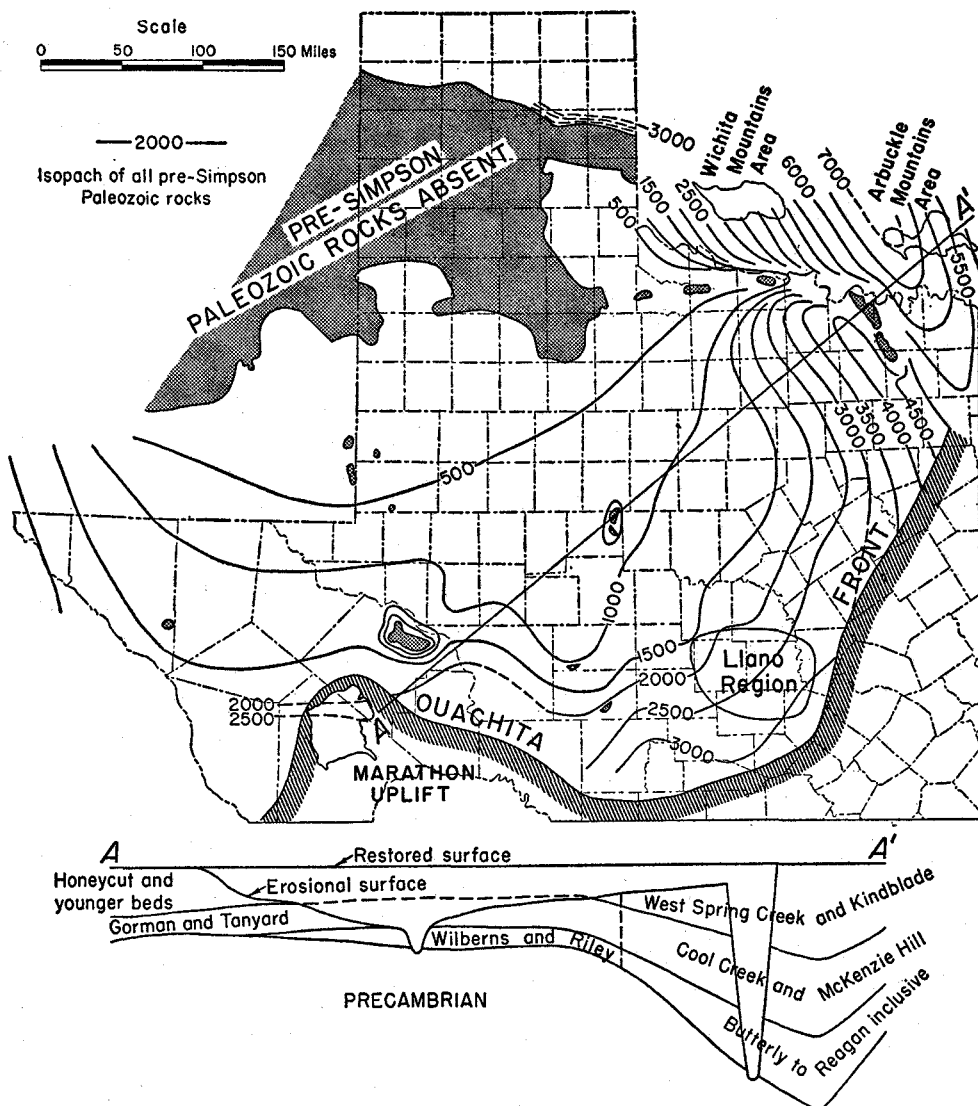 Scale
0 50 100 150 Miles
2000
Isopach of all pre-Simpson
Paleozoic rocks
PRE-SIMPSON
PALEOZOIC ROCKS ABSENT
3000
Wichita
Mountains
Area
Arbuckle
Mountains
Area
500
1500
2500
6000
7000
A'
5500
500
3000
3500
4000
4500
1000
FRONT
1500
2000
2500
3000
Llano
Region
2000
2500
A
OUACHITA
MARATHON
UPLIFT
A
A'
Restored surface
Honeycut and
younger beds
Erosional surface
West Spring Creek and Kindblade
Gorman and Tanyard
Wilberns and Riley
Cool Creek and McKenzie Hill
PRECAMBRIAN
Butterly to Reagan inclusive